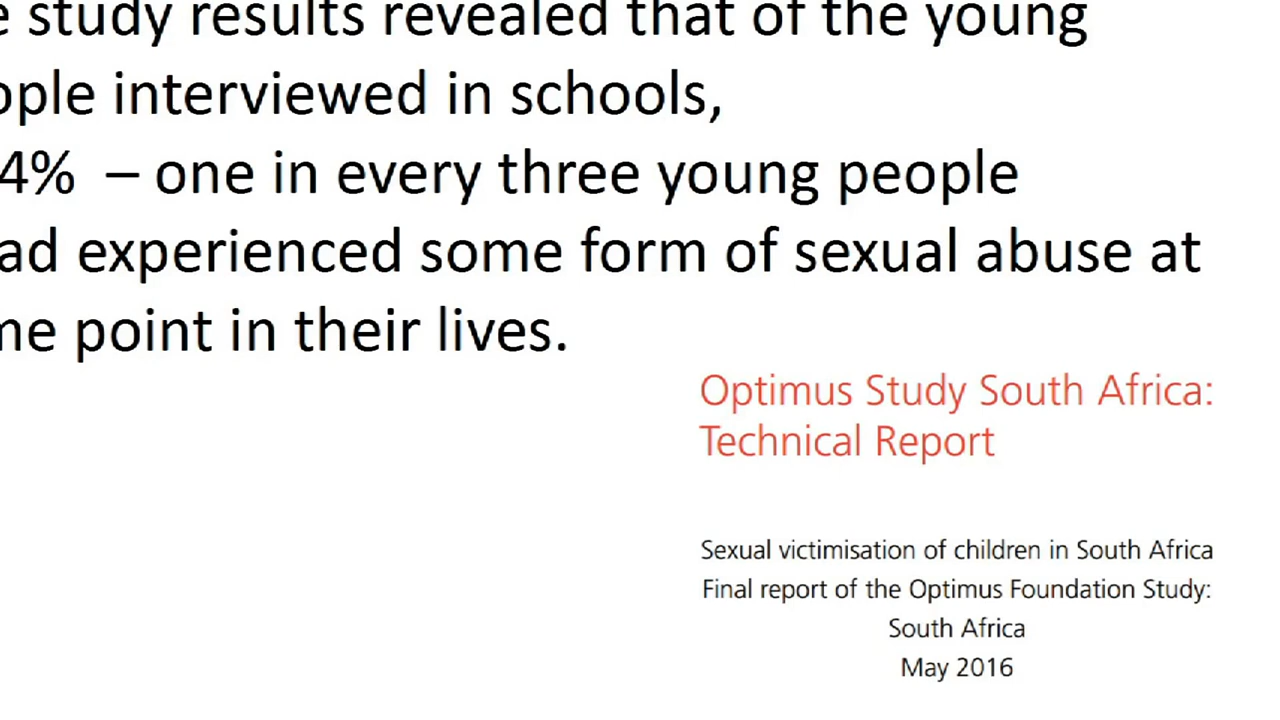 e study results revealed that of the young
ople interviewed in schools,
4% – one in every three young people
ad experienced some form of sexual abuse at
me point in their lives.
Optimus Study South Africa:
Technical Report
Sexual victimisation of children in South Africa
Final report of the Optimus Foundation Study:
South Africa
May 2016